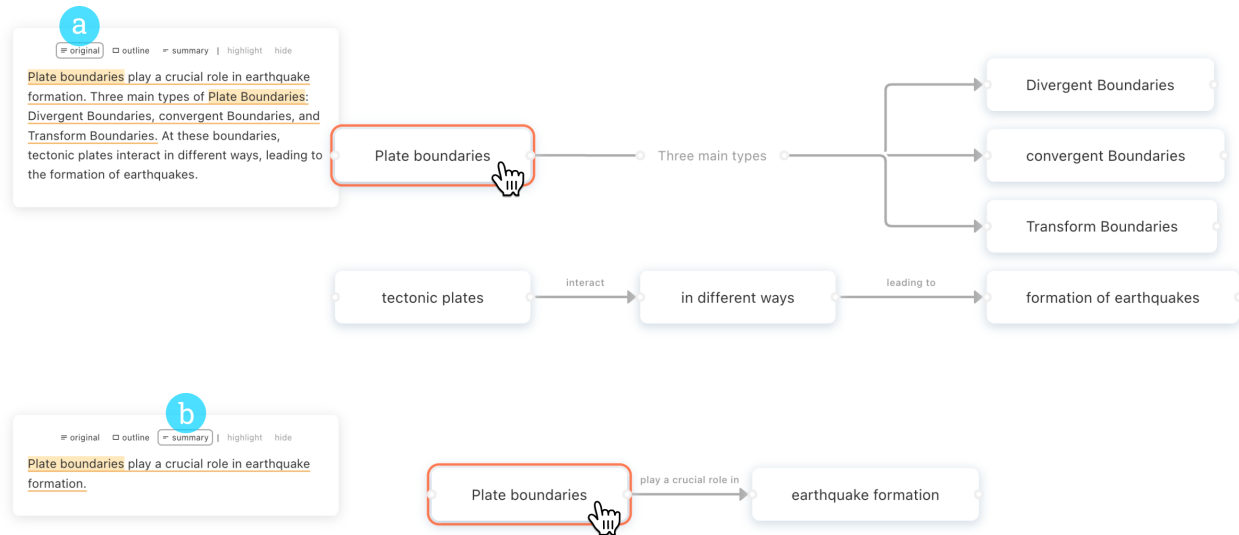 a
original outline summary | highlight hide
Plate boundaries play a crucial role in earthquake
formation. Three main types of Plate Boundaries:
Divergent Boundaries, convergent Boundaries, and
Transform Boundaries. At these boundaries,
tectonic plates interact in different ways, leading to
the formation of earthquakes.
Plate boundaries
Three main types
Divergent Boundaries
convergent Boundaries
Transform Boundaries
tectonic plates
interact
in different ways
leading to
formation of earthquakes
b
original outline summary | highlight hide
Plate boundaries play a crucial role in earthquake
formation.
Plate boundaries
play a crucial role in
earthquake formation